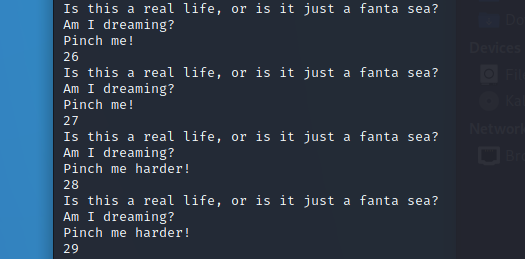 Is this a real life, or is it just a fanta sea?
Am I dreaming?
Pinch me!
26
Is this a real life, or is it just a fanta sea?
Am I dreaming?
Pinch me!
27
Is this a real life, or is it just a fanta sea?
Am I dreaming?
Pinch me harder!
28
Is this a real life, or is it just a fanta sea?
Am I dreaming?
Pinch me harder!
29
Devices
Network